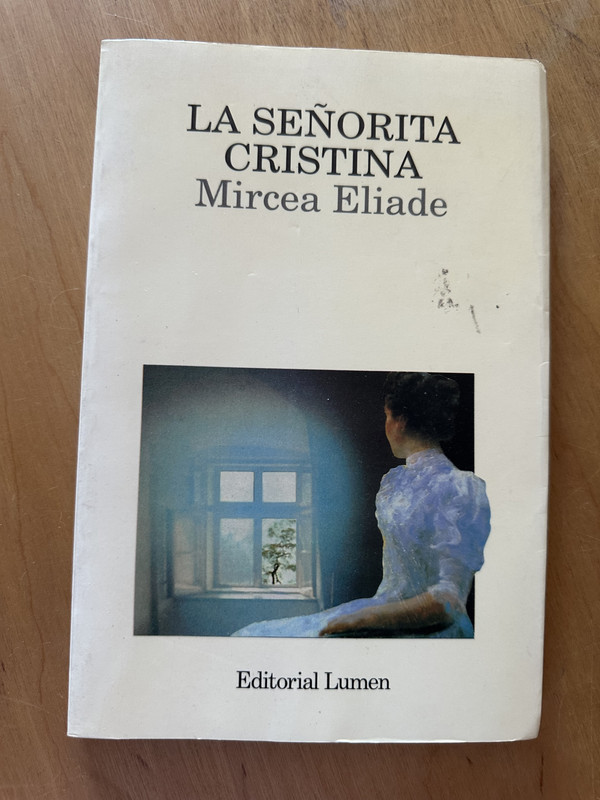 LA SEÑORITA
CRISTINA
Mircea Eliade
Editorial Lumen